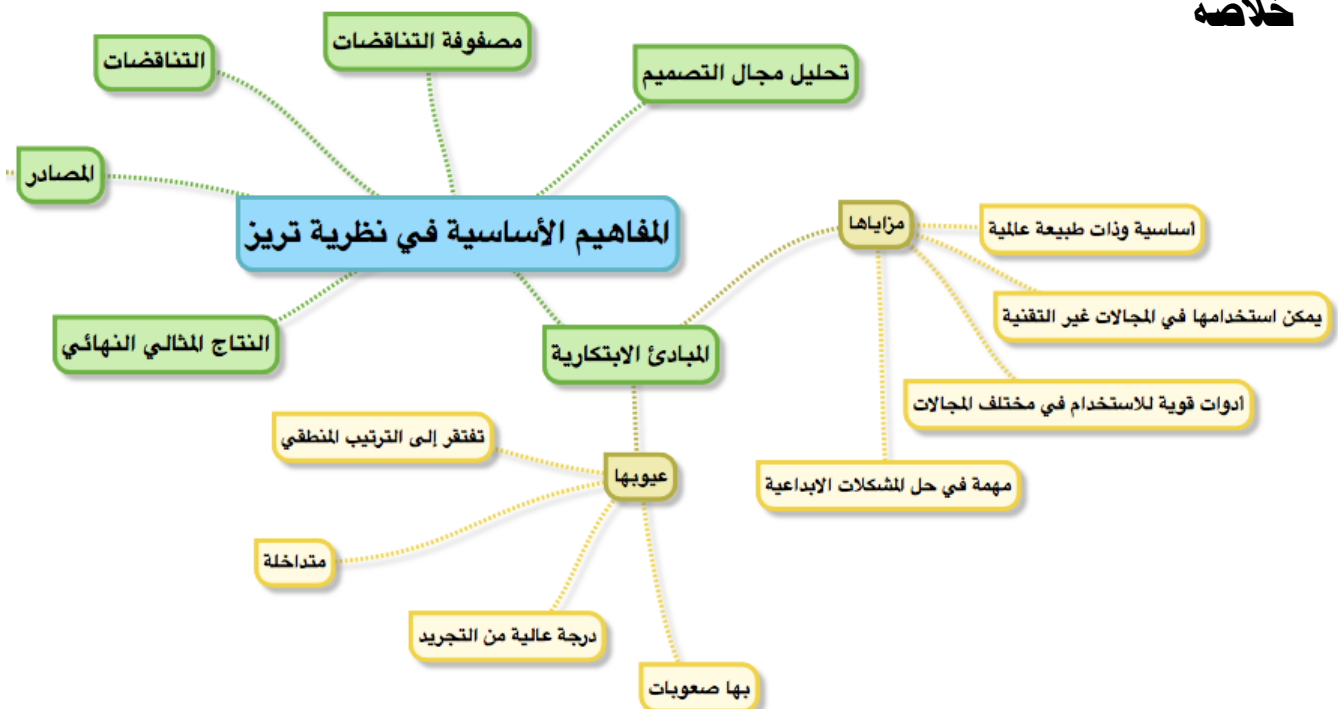 خلاصه
مصفوفة التناقضات
التناقضات
تحليل مجال التصميم
المصادر
المفاهيم الأساسية في نظرية تريز
مزاياها
أساسية وذات طبيعة عالمية
يمكن استخدامها في المجالات غير التقنية
النتاج المثالي النهائي
المبادئ الابتكارية
أدوات قوية للاستخدام في مختلف المجالات
تفتقر إلى الترتيب المنطقي
عيوبها
مهمة في حل المشكلات الابداعية
متداخلة
درجة عالية من التجريد
بها صعوبات